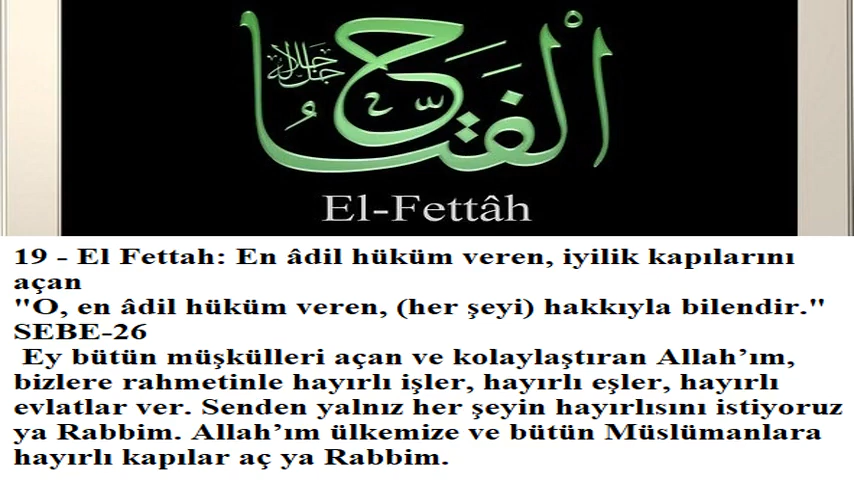 الْفَتَّاحُ
جل جلاله
El-Fettâh
19 - El Fettah: En âdil hüküm veren, iyilik kapılarını
açan
"O, en âdil hüküm veren, (her şeyi) hakkıyla bilendir."
SEBE-26
Ey bütün müşkülleri açan ve kolaylaştıran Allah’ım,
bizlere rahmetinle hayırlı işler, hayırlı eşler, hayırlı
evlatlar ver. Senden yalnız her şeyin hayırlısını istiyoruz
ya Rabbim. Allah’ım ülkemize ve bütün Müslümanlara
hayırlı kapılar aç ya Rabbim.